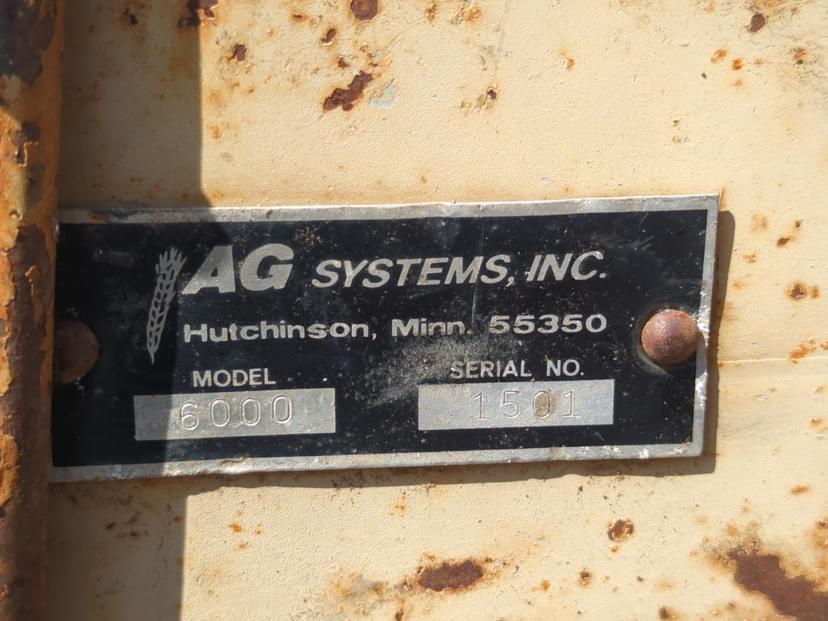 AG SYSTEMS, INC.
Hutchinson, Minn. 55350
MODEL SERIAL NO.
6000 1501